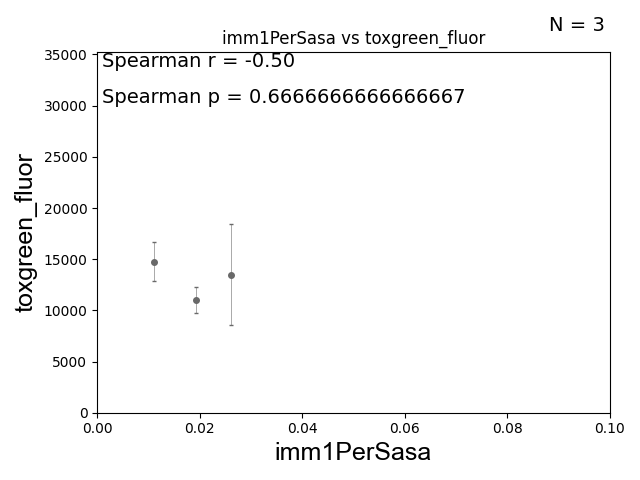 N = 3
imm1PerSasa vs toxgreen_fluor
Spearman r = -0.50
Spearman p = 0.6666666666666667
toxgreen_fluor
35000
30000
25000
20000
15000
10000
5000
0
0.00 0.02 0.04 0.06 0.08 0.10
imm1PerSasa